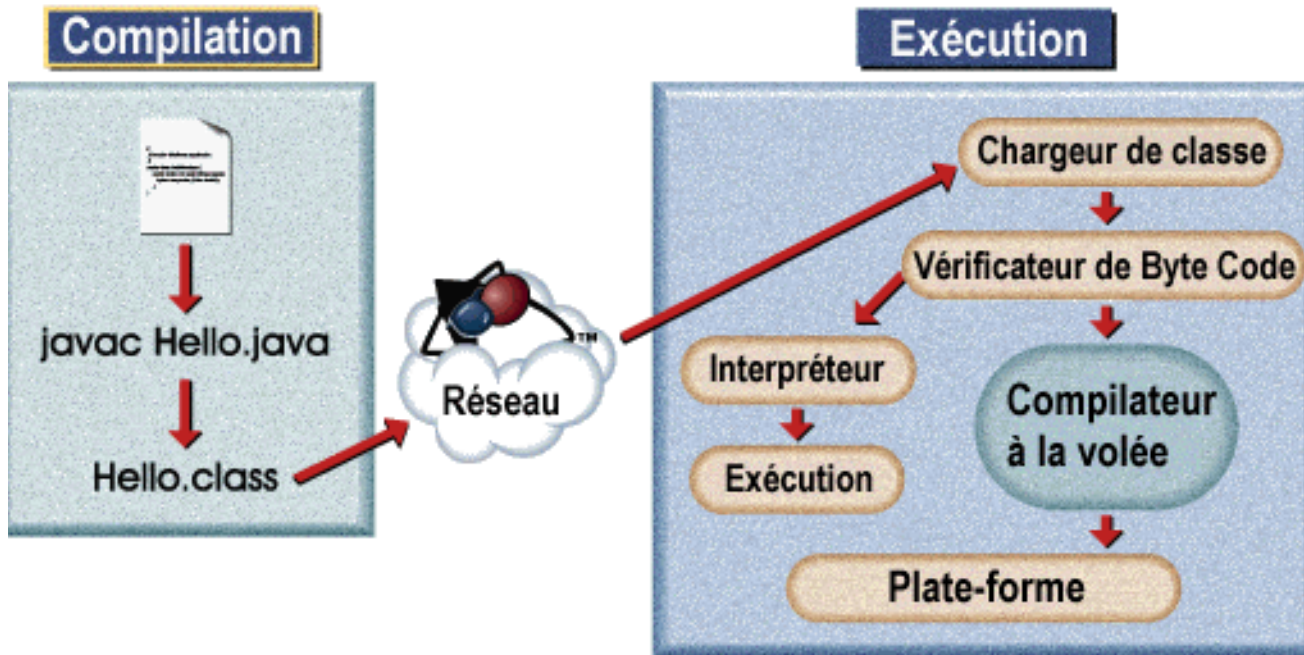 Compilation
javac Hello.java
Hello.class
Réseau
TM
Exécution
Chargeur de classe
Vérificateur de Byte Code
Interpréteur
Exécution
Compilateur
à la volée
Plate-forme